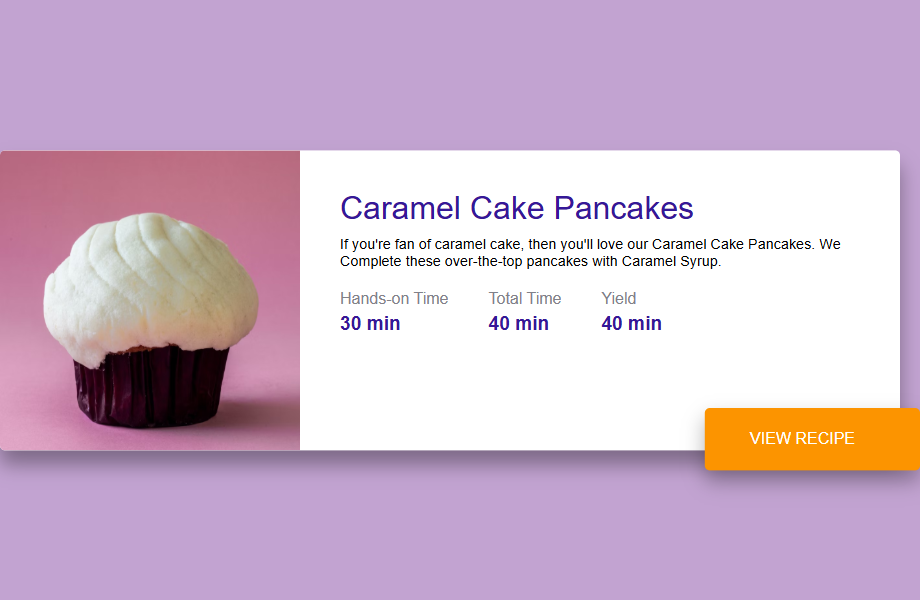 Caramel Cake Pancakes
If you're fan of caramel cake, then you'll love our Caramel Cake Pancakes. We
Complete these over-the-top pancakes with Caramel Syrup.
Hands-on Time Total Time Yield
30 min 40 min 40 min
VIEW RECIPE